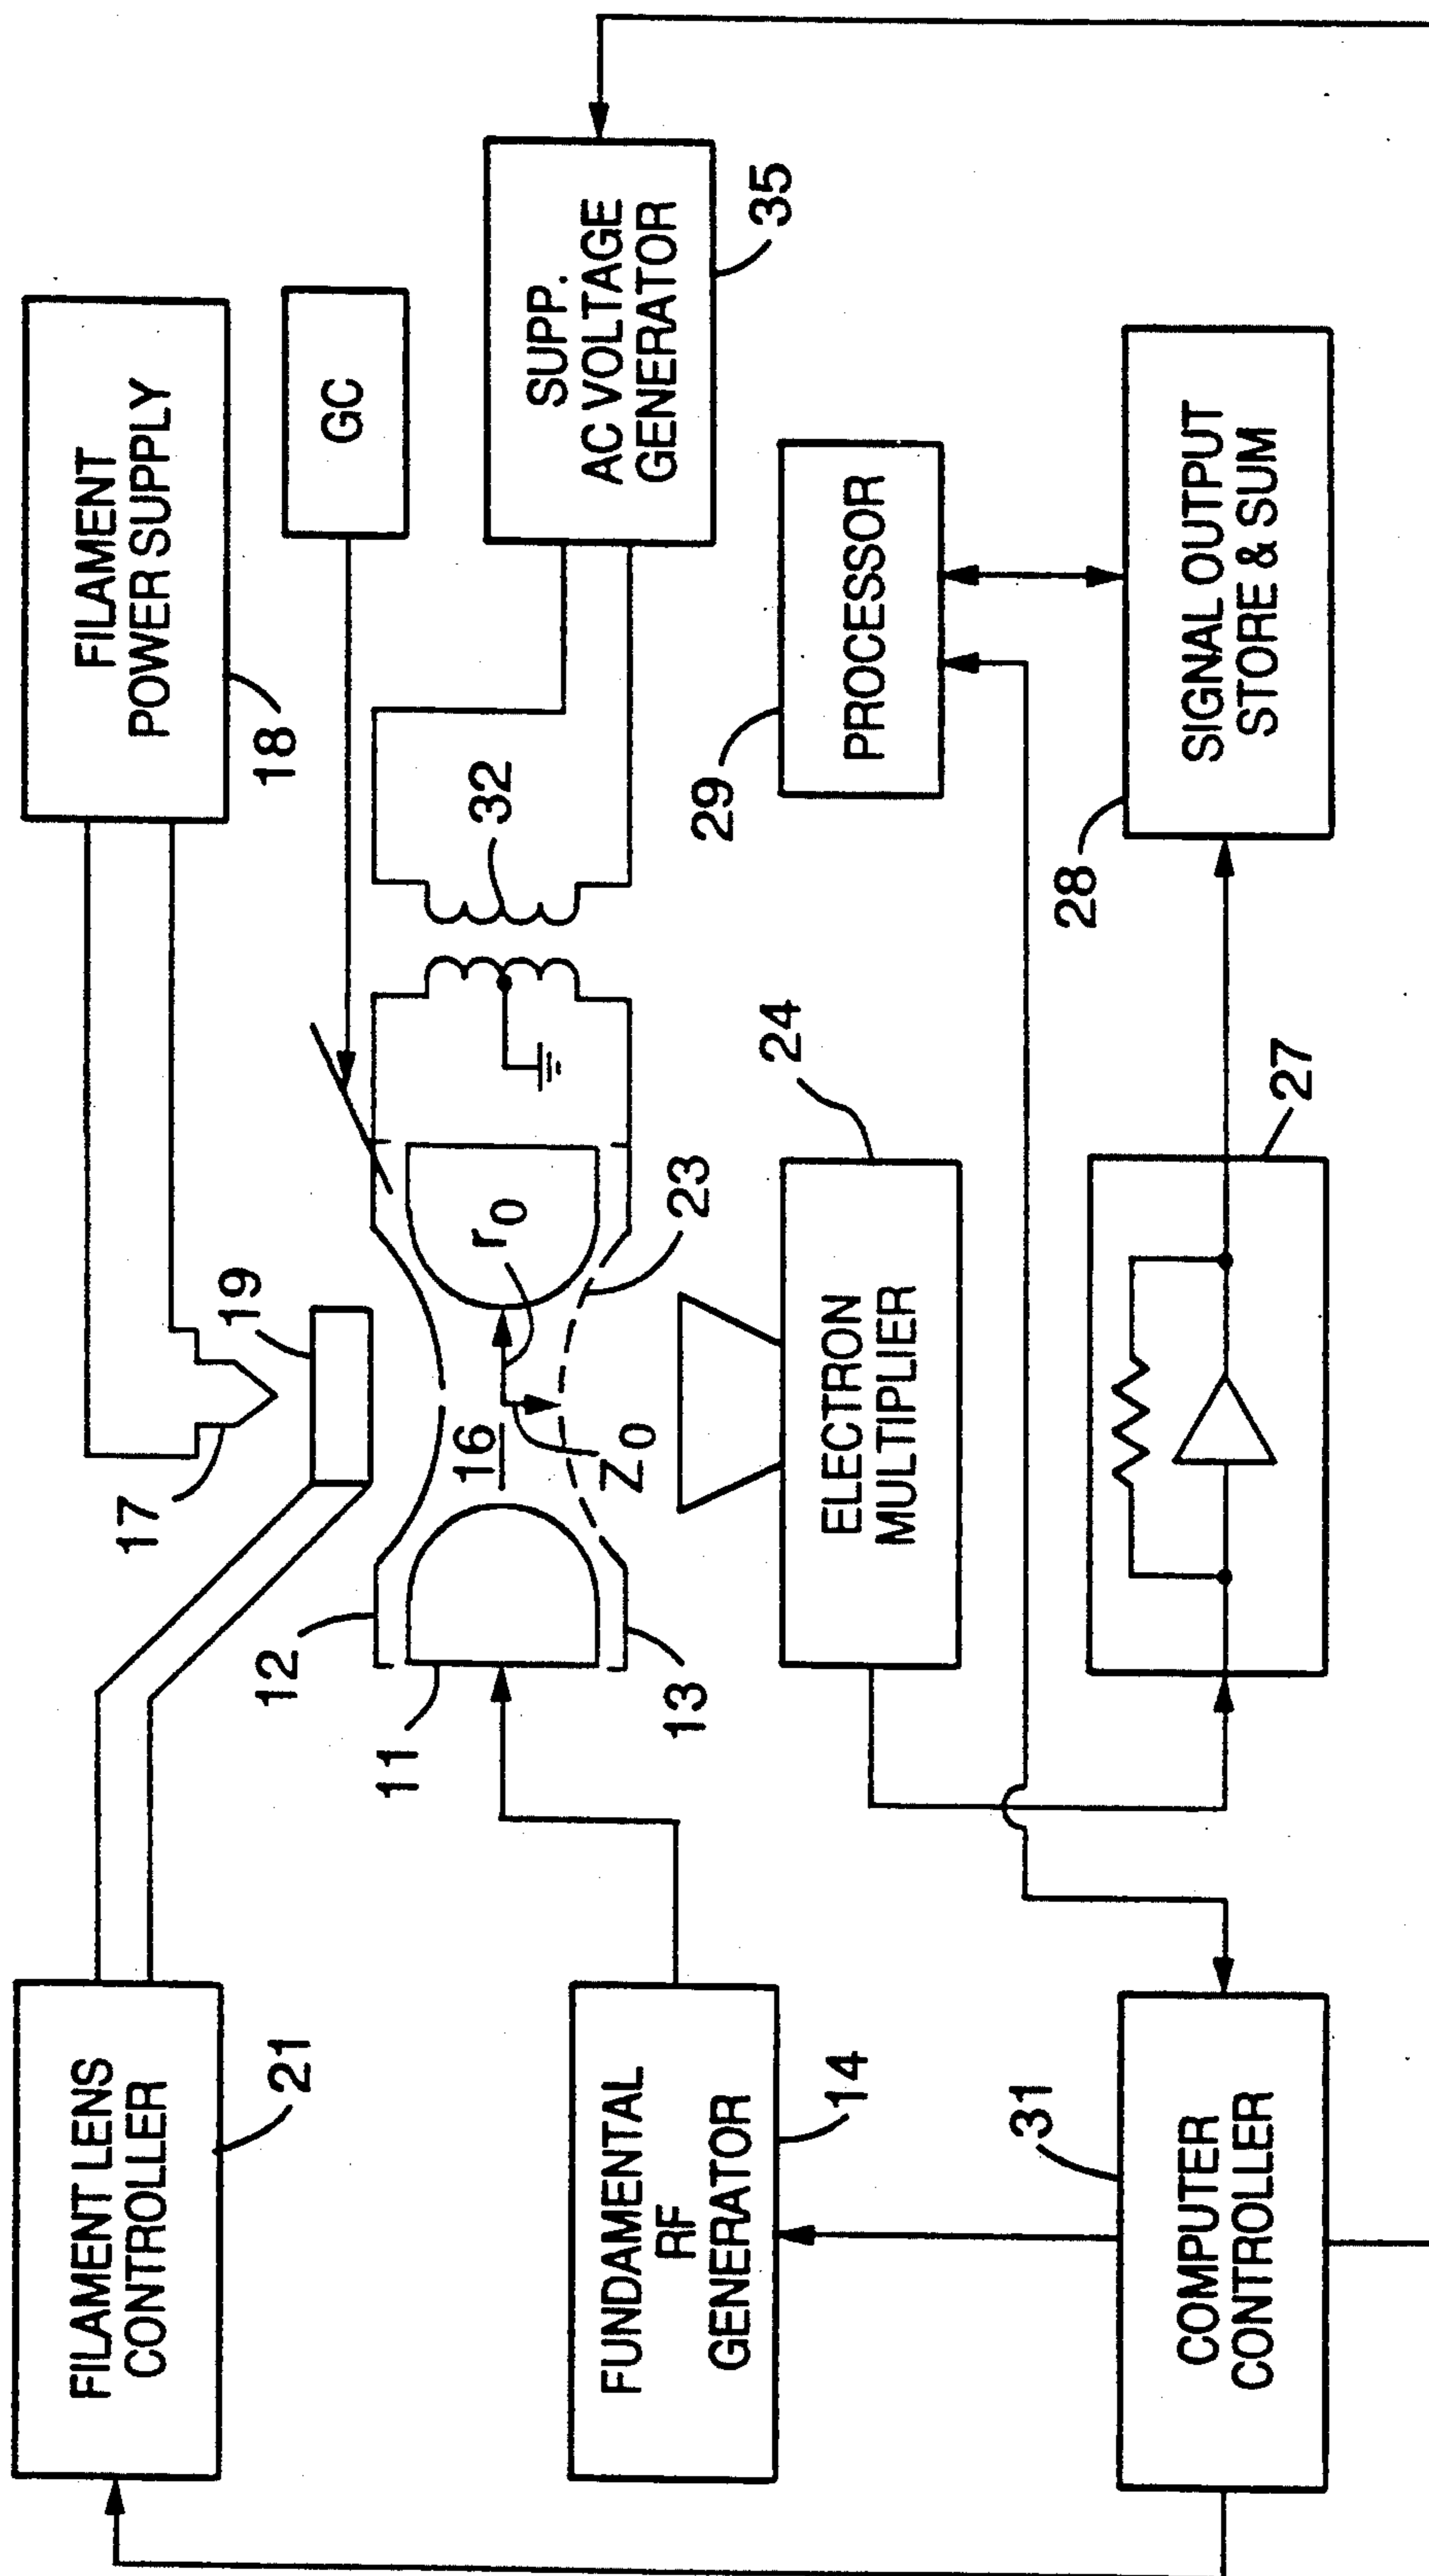 FILAMENT LENS
CONTROLLER
21
17
19
FILAMENT
POWER SUPPLY
18
GC
12
11
13
16
r0
Z0
23
32
SUPP.
AC VOLTAGE
GENERATOR
35
FUNDAMENTAL
RF
GENERATOR
14
ELECTRON
MULTIPLIER
24
PROCESSOR
29
COMPUTER
CONTROLLER
31
27
SIGNAL OUTPUT
STORE & SUM
28